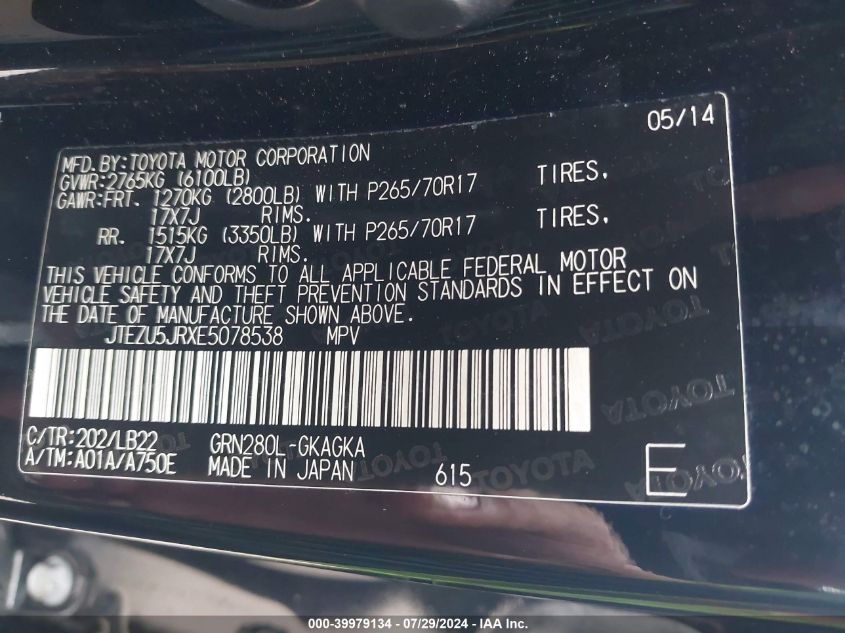 05/14
MFD.BY:TOYOTA MOTOR CORPORATION
GVWR:2765KG (6100LB)
GAWR:FRT. 1270KG (2800LB) WITH P265/70R17 TIRES,
17X7J RIMS.
RR. 1515KG (3350LB) WITH P265/70R17 TIRES,
17X7J RIMS.
THIS VEHICLE CONFORMS TO ALL APPLICABLE FEDERAL MOTOR
VEHICLE SAFETY AND THEFT PREVENTION STANDARDS IN EFFECT ON
THE DATE OF MANUFACTURE SHOWN ABOVE.
JTEZU5JRXE5078538 MPV
C/TR:202/LB22 GRN280L-GKAGKA
A/TM:A01A/A750E MADE IN JAPAN 615 E
TOYOTA TOYOTA TOYOTA
000-39979134 - 07/29/2024 - IAA Inc.